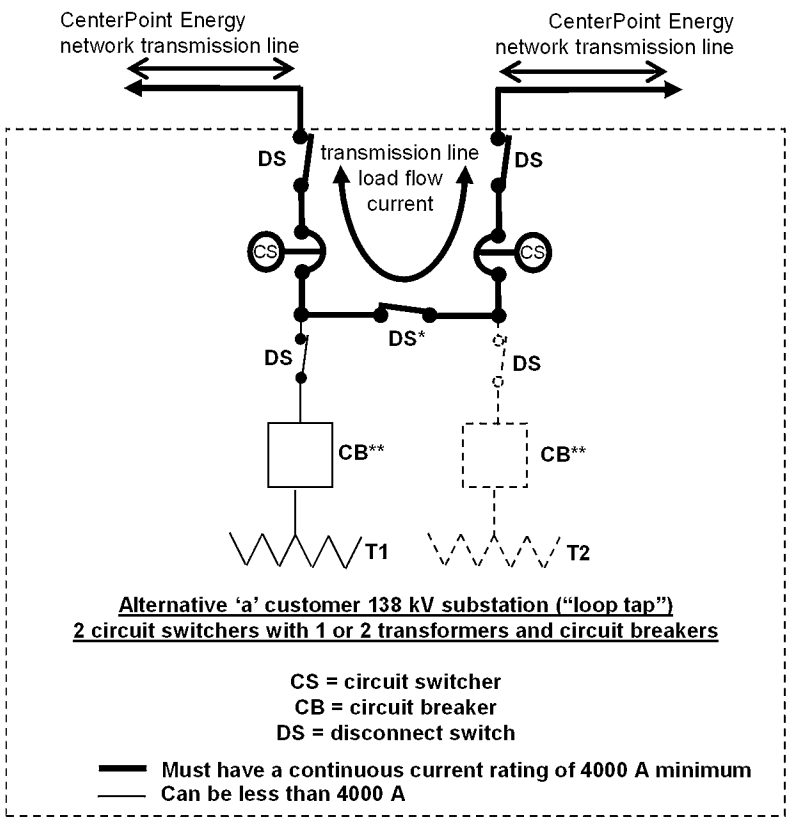 CenterPoint Energy
network transmission line
CenterPoint Energy
network transmission line
DS
transmission line
load flow
current
DS
CS
CS
DS*
DS
DS
CB**
CB**
T1
T2
Alternative ‘a’ customer 138 kV substation (“loop tap”)
2 circuit switchers with 1 or 2 transformers and circuit breakers
CS = circuit switcher
CB = circuit breaker
DS = disconnect switch
Must have a continuous current rating of 4000 A minimum
Can be less than 4000 A